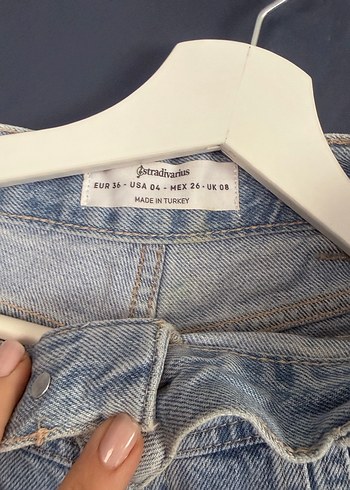 stradivarius
EUR 36 - USA 04 - MEX 26 - UK 08
MADE IN TURKEY